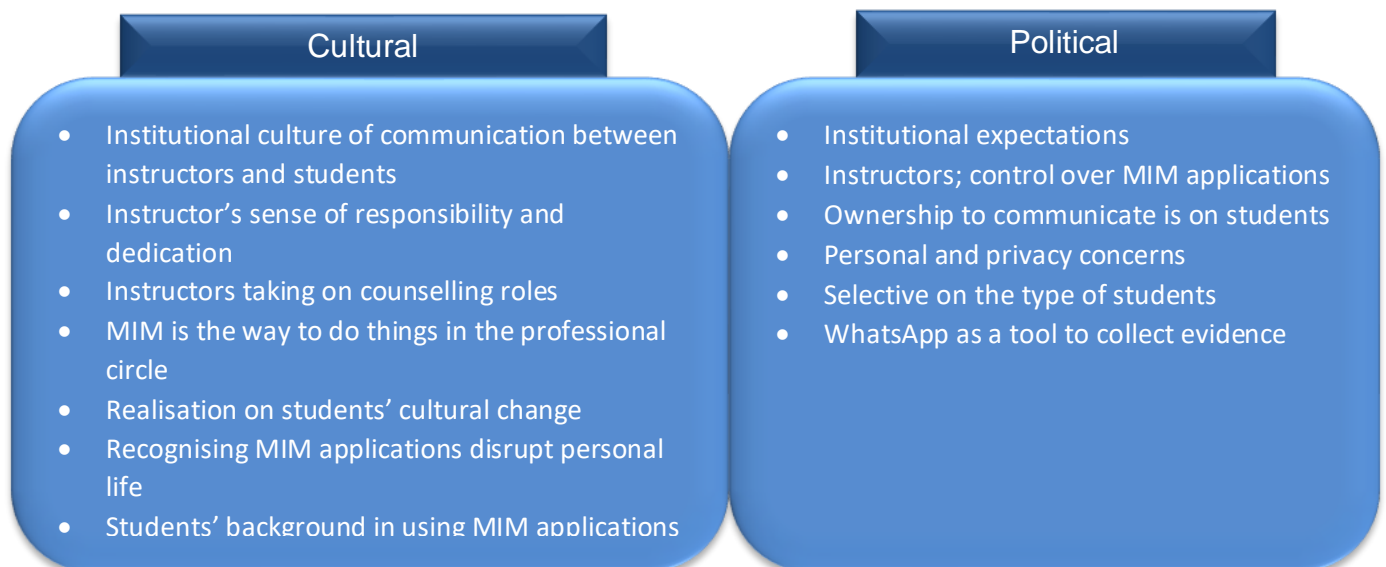 Cultural
• Institutional culture of communication between
instructors and students
• Instructor’s sense of responsibility and
dedication
• Instructors taking on counselling roles
• MIM is the way to do things in the professional
circle
• Realisation on students’ cultural change
• Recognising MIM applications disrupt personal
life
• Students’ background in using MIM applications
Political
• Institutional expectations
• Instructors; control over MIM applications
• Ownership to communicate is on students
• Personal and privacy concerns
• Selective on the type of students
• WhatsApp as a tool to collect evidence